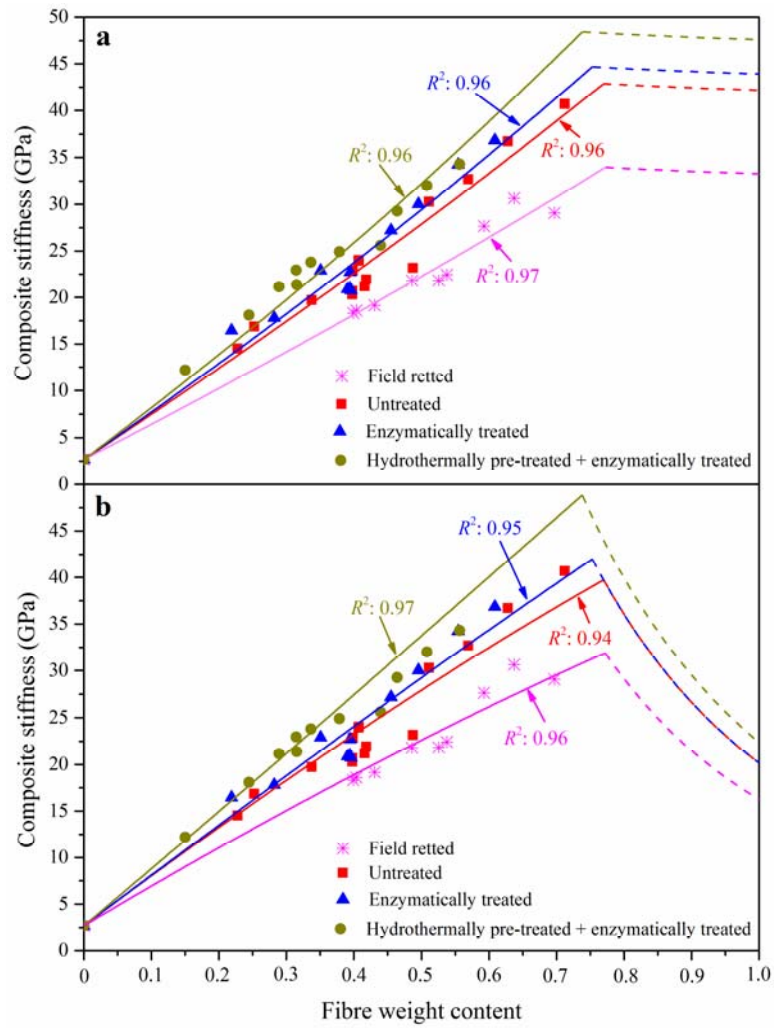 a
50
45
40
35
30
25
20
15
10
5
0
Composite stiffness (GPa)
R²: 0.96
R²: 0.96
R²: 0.96
R²: 0.97
Field retted
Untreated
Enzymatically treated
Hydrothermally pre-treated + enzymatically treated
b
45
40
35
30
25
20
15
10
5
0
Composite stiffness (GPa)
R²: 0.95
R²: 0.97
R²: 0.94
R²: 0.96
Field retted
Untreated
Enzymatically treated
Hydrothermally pre-treated + enzymatically treated
0.0 0.1 0.2 0.3 0.4 0.5 0.6 0.7 0.8 0.9 1.0
Fibre weight content